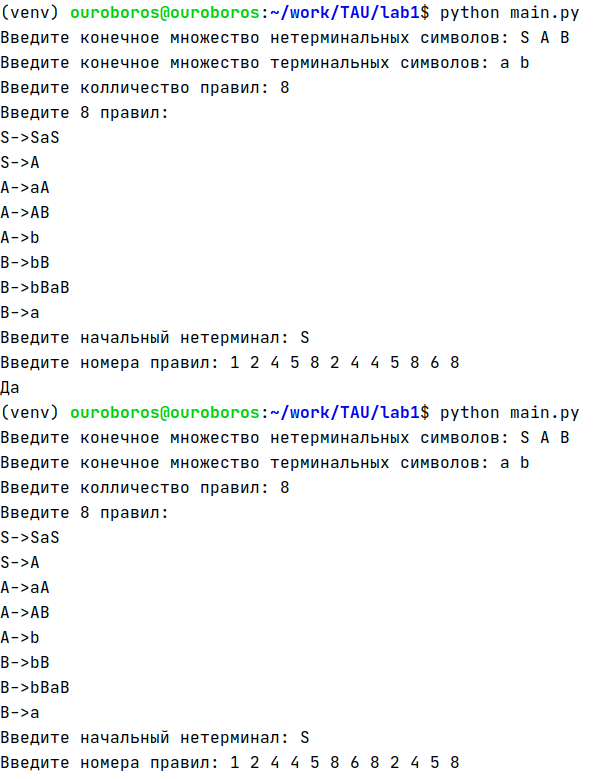 (venv) ouroboros@ouroboros:~/work/TAU/lab1$ python main.py
Введите конечное множество нетерминальных символов: S A B
Введите конечное множество терминальных символов: a b
Введите колличество правил: 8
Введите 8 правил:
S->SaS
S->A
A->aA
A->AB
A->b
B->bB
B->bBaB
B->a
Введите начальный нетерминал: S
Введите номера правил: 1 2 4 5 8 2 4 4 5 8 6 8
Да
(venv) ouroboros@ouroboros:~/work/TAU/lab1$ python main.py
Введите конечное множество нетерминальных символов: S A B
Введите конечное множество терминальных символов: a b
Введите колличество правил: 8
Введите 8 правил:
S->SaS
S->A
A->aA
A->AB
A->b
B->bB
B->bBaB
B->a
Введите начальный нетерминал: S
Введите номера правил: 1 2 4 4 5 8 6 8 2 4 5 8